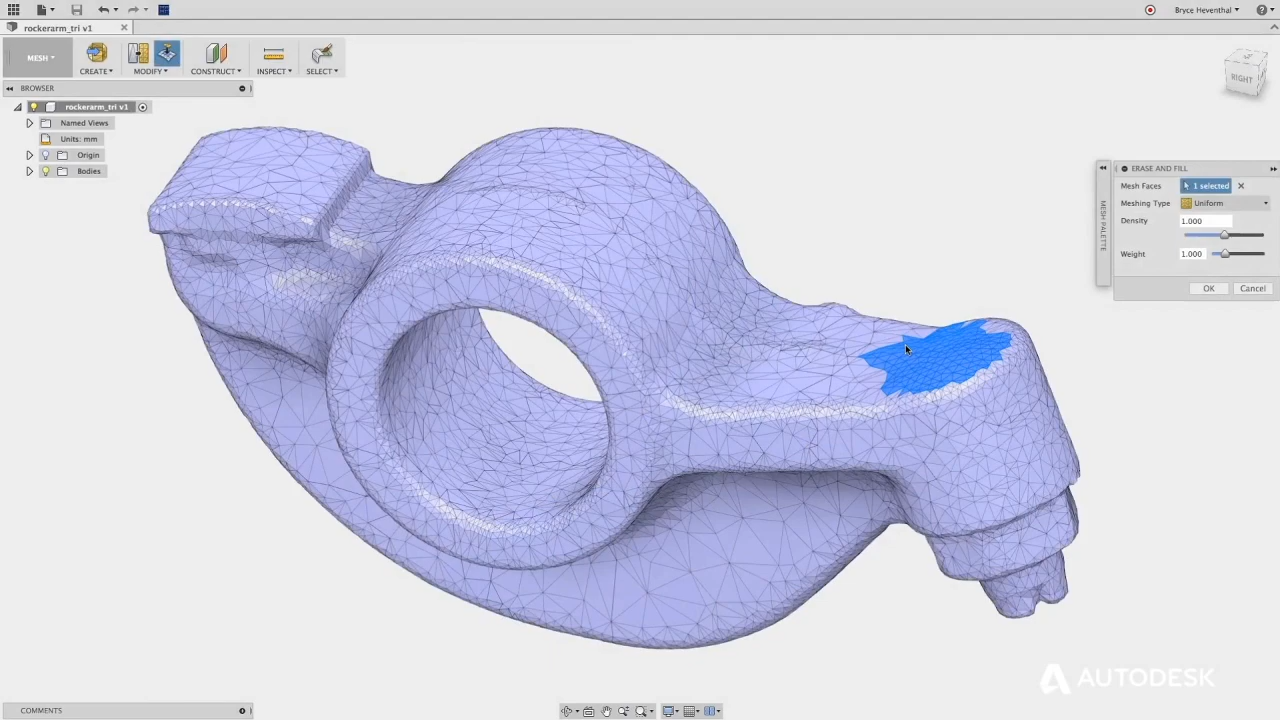 Bryce Heventhal
rockerarm_tri v1
MESH
CREATE
MODIFY
CONSTRUCT
INSPECT
SELECT
RIGHT
BROWSER
rockerarm_tri v1
Named Views
Units: mm
Origin
Bodies
MESH PALETTE
ERASE AND FILL
Mesh Faces 1 selected
Meshing Type Uniform
Density 1.000
Weight 1.000
OK Cancel
AUTODESK
COMMENTS